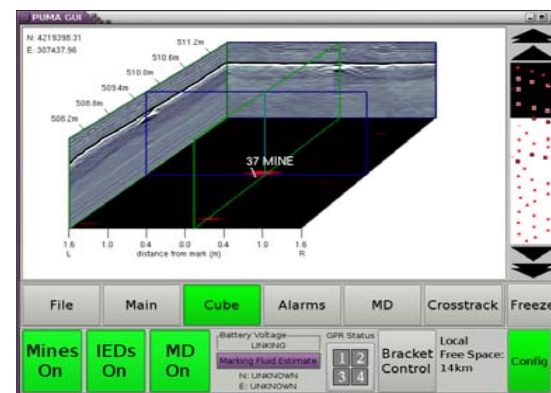 PUMA GUI
N: 4219398.31
E: 307437.96
511.2m
510.6m
510.0m
509.4m
508.8m
508.2m
37 MINE
1.6 1.0 0.4 0.0 0.4 1.0 1.6
L distance from mark (m) R
File Main Cube Alarms MD Crosstrack Freeze
Mines On
IEDs On
MD On
Battery Voltage
LINKING
Marking Fluid Estimate
N: UNKNOWN
E: UNKNOWN
GPR Status
1 2
3 4
Bracket Control
Local
Free Space:
14km
Config